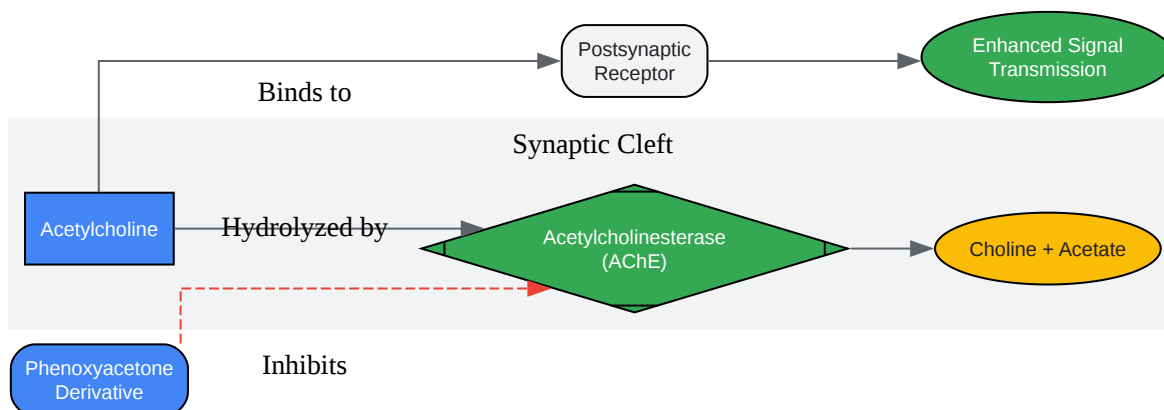 Postsynaptic
Receptor
Enhanced Signal
Transmission
Binds to
Synaptic Cleft
Acetylcholine
Hydrolyzed by
Acetylcholinesterase
(AChE)
Choline + Acetate
Inhibits
Phenoxyacetone
Derivative